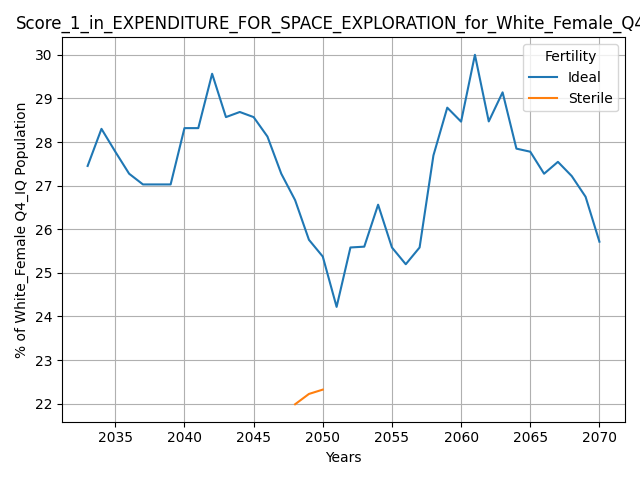 Score_1_in_EXPENDITURE_FOR_SPACE_EXPLORATION_for_White_Female_Q4
Fertility
Ideal
Sterile
% of White_Female Q4_IQ Population
30
29
28
27
26
25
24
23
22
2035 2040 2045 2050 2055 2060 2065 2070
Years